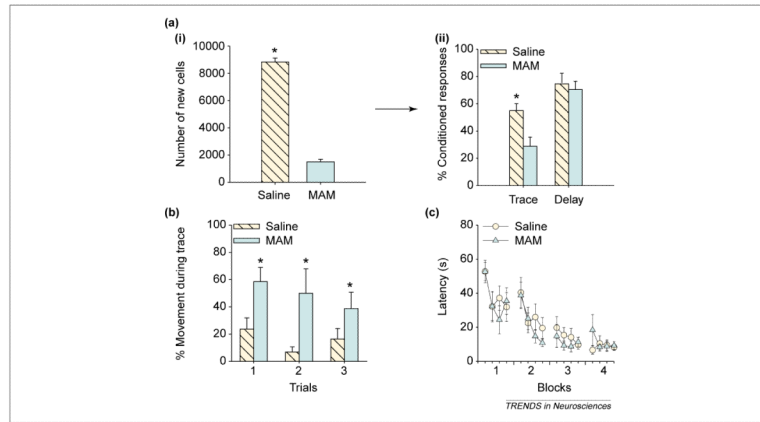 (a)
(i)
10000
8000
6000
4000
2000
0
Number of new cells
*
Saline
MAM
(ii)
100
80
60
40
20
0
% Conditioned responses
Saline
MAM
*
Trace
Delay
(b)
100
80
60
40
20
0
% Movement during trace
Saline
MAM
*
*
*
1 2 3
Trials
(c)
80
60
40
20
0
Latency (s)
Saline
MAM
1 2 3 4
Blocks
TRENDS in Neurosciences